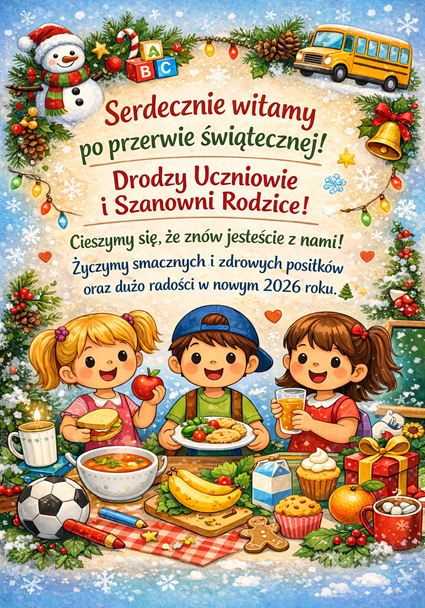 A
B C
Serdecznie witamy
po przerwie świątecznej!
Drodzy Uczniowie
i Szanowni Rodzice!
Cieszymy się, że znów jesteście z nami!
Życzymy smacznych i zdrowych positków
oraz dużo radości w nowym 2026 roku.